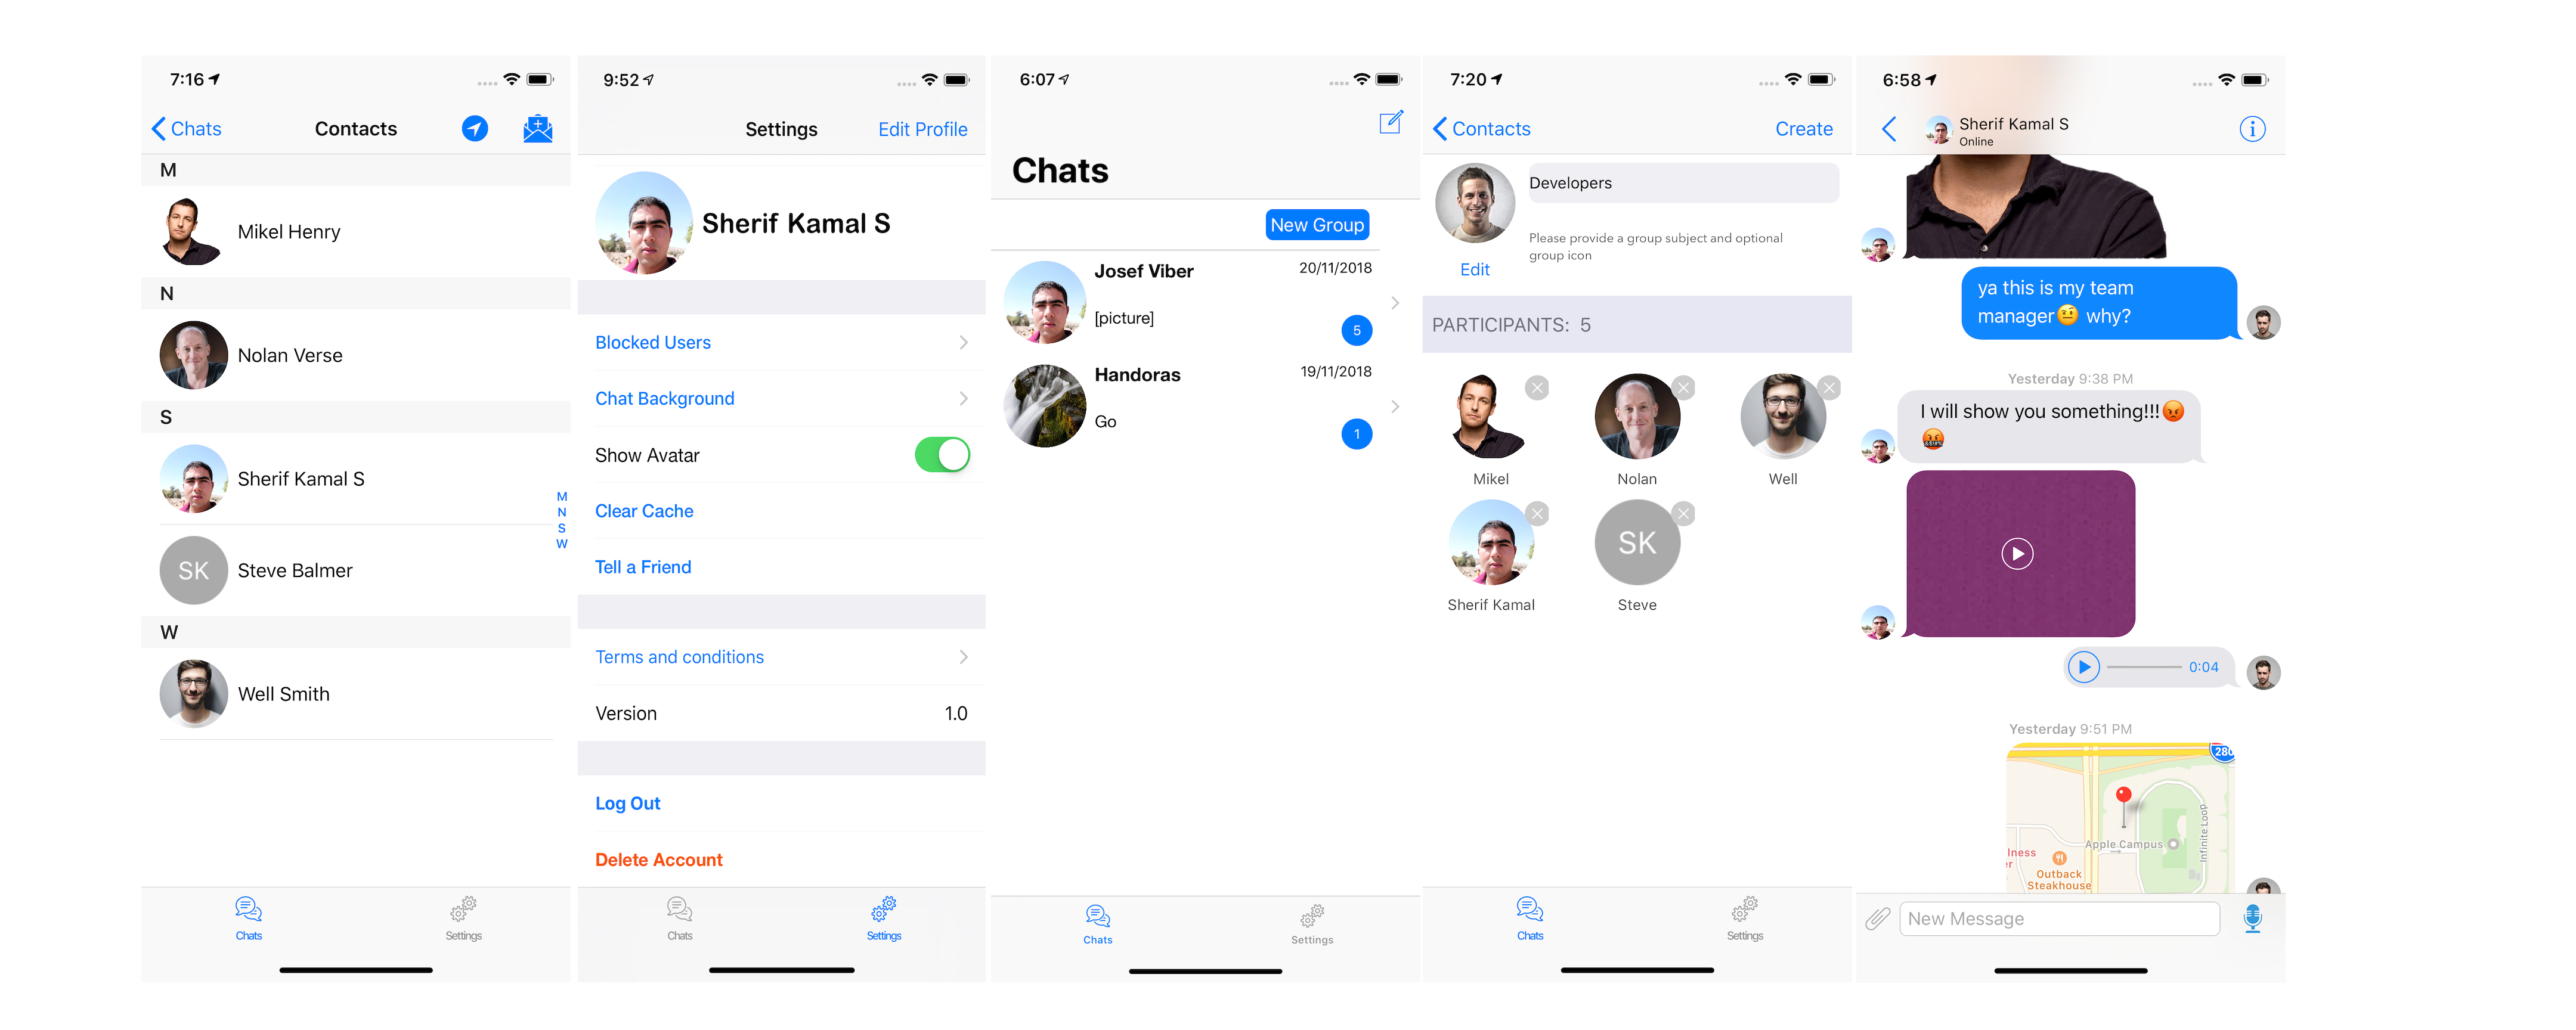 7:16
Chats
Contacts
M
Mikel Henry
N
Nolan Verse
S
Sherif Kamal S
SK
Steve Balmer
W
Well Smith
M
N
S
W
Chats
Settings
9:52
Settings
Edit Profile
Sherif Kamal S
Blocked Users
Chat Background
Show Avatar
Clear Cache
Tell a Friend
Terms and conditions
Version
1.0
Log Out
Delete Account
Chats
Settings
6:07
Chats
New Group
Josef Viber
20/11/2018
[picture]
5
Handoras
19/11/2018
Go
1
Chats
Settings
7:20
Contacts
Create
Developers
Please provide a group subject and optional
group icon
Edit
PARTICIPANTS: 5
Mikel
Nolan
Well
SK
Sherif Kamal
Steve
Chats
Settings
6:58
Sherif Kamal S
Online
ya this is my team
manager🤨 why?
Yesterday 9:38 PM
I will show you something!!!😡
🤬
0:04
Yesterday 9:51 PM
280
Apple Campus
Infinite Loop
lness
er
Outback
Steakhouse
New Message